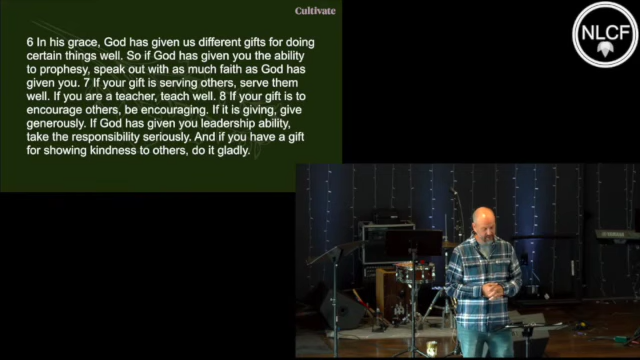 Cultivate
NLCF
6 In his grace, God has given us different gifts for doing
certain things well. So if God has given you the ability
to prophesy, speak out with as much faith as God has
given you. 7 If your gift is serving others, serve them
well. If you are a teacher, teach well. 8 If your gift is to
encourage others, be encouraging. If it is giving, give
generously. If God has given you leadership ability,
take the responsibility seriously. And if you have a gift
for showing kindness to others, do it gladly.